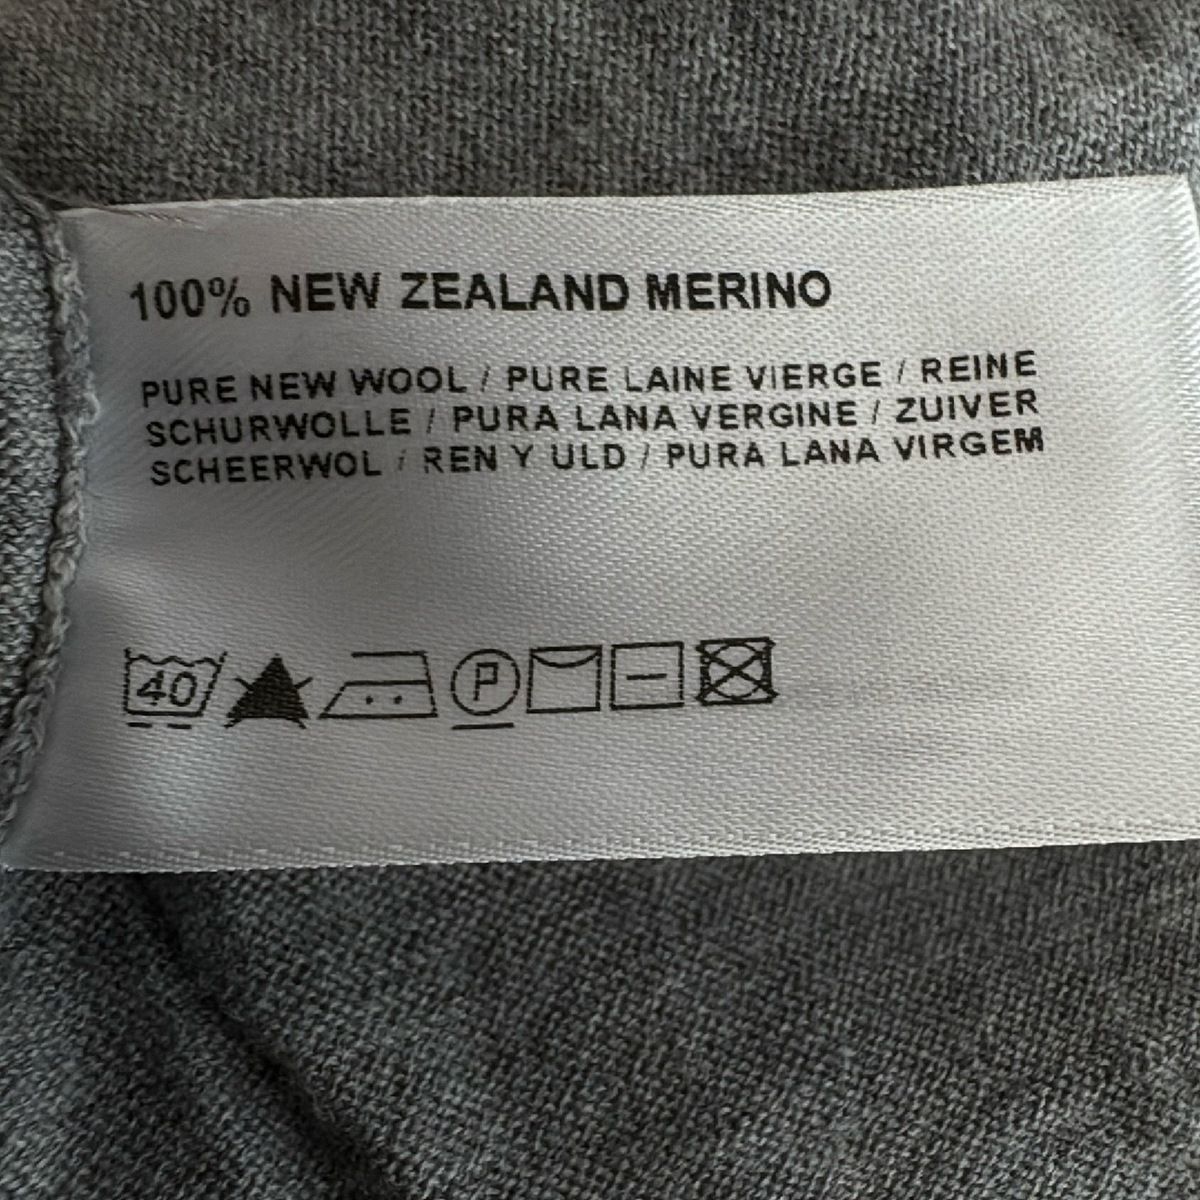 100% NEW ZEALAND MERINO
PURE NEW WOOL / PURE LAINE VIERGE / REINE
SCHURWOLLE / PURA LANA VERGINE / ZUIVER
SCHEERWOL / REN Y ULD / PURA LANA VIRGEM
40 P